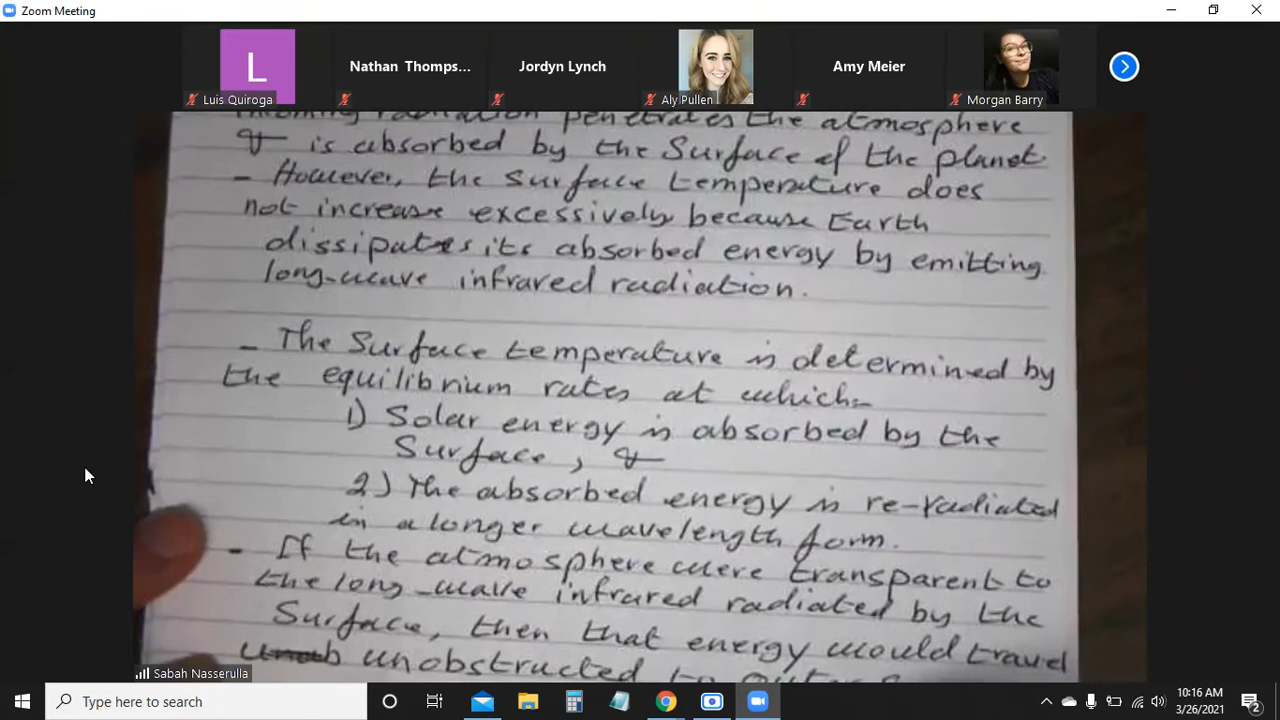 Zoom Meeting
L
Luis Quiroga
Nathan Thomps...
Jordyn Lynch
Aly Pullen
Amy Meier
Morgan Barry
incoming radiation penetrates the atmosphere
& is absorbed by the Surface of the planet.
- However, the surface temperature does
not increase excessively because Earth
dissipates its absorbed energy by emitting
long-wave infrared radiation.
- The Surface temperature is determined by
the equilibrium rates at which:-
1) Solar energy is absorbed by the
Surface, &
2) The absorbed energy is re-radiated
in a longer wavelength form.
- If the atmosphere were transparent to
the long-wave infrared radiated by the
Surface, then that energy would travel
unobstructed to outer
Sabah Nasserulla
Type here to search
10:16 AM
3/26/2021
2